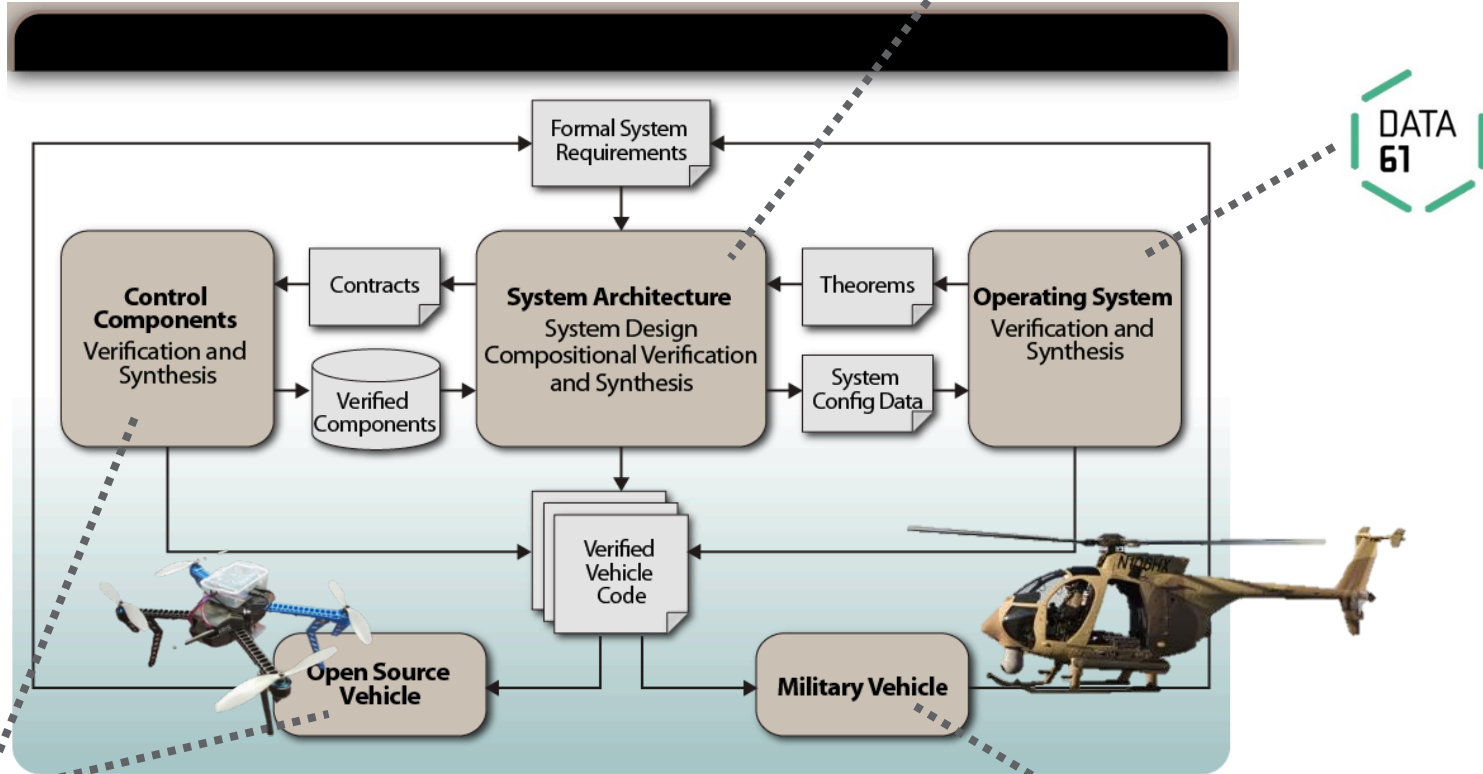 Formal System
Requirements
DATA
61
Control
Components
Verification and
Synthesis
Contracts
Verified
Components
System Architecture
System Design
Compositional Verification
and Synthesis
Theorems
System
Config Data
Operating System
Verification and
Synthesis
Verified
Vehicle
Code
N106HX
Open Source
Vehicle
Military Vehicle